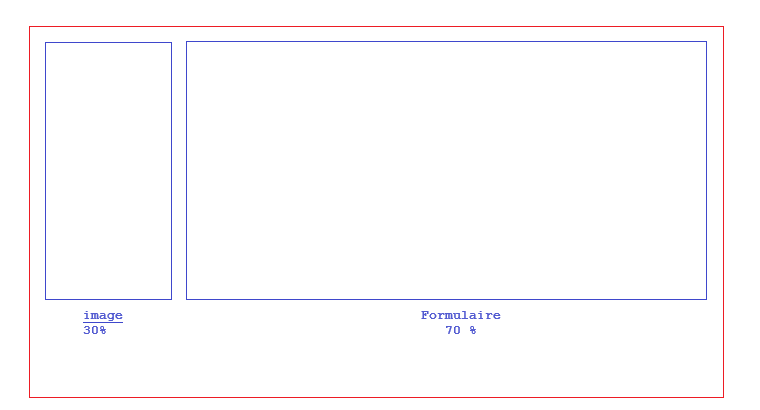 image
30%
Formulaire
70 %